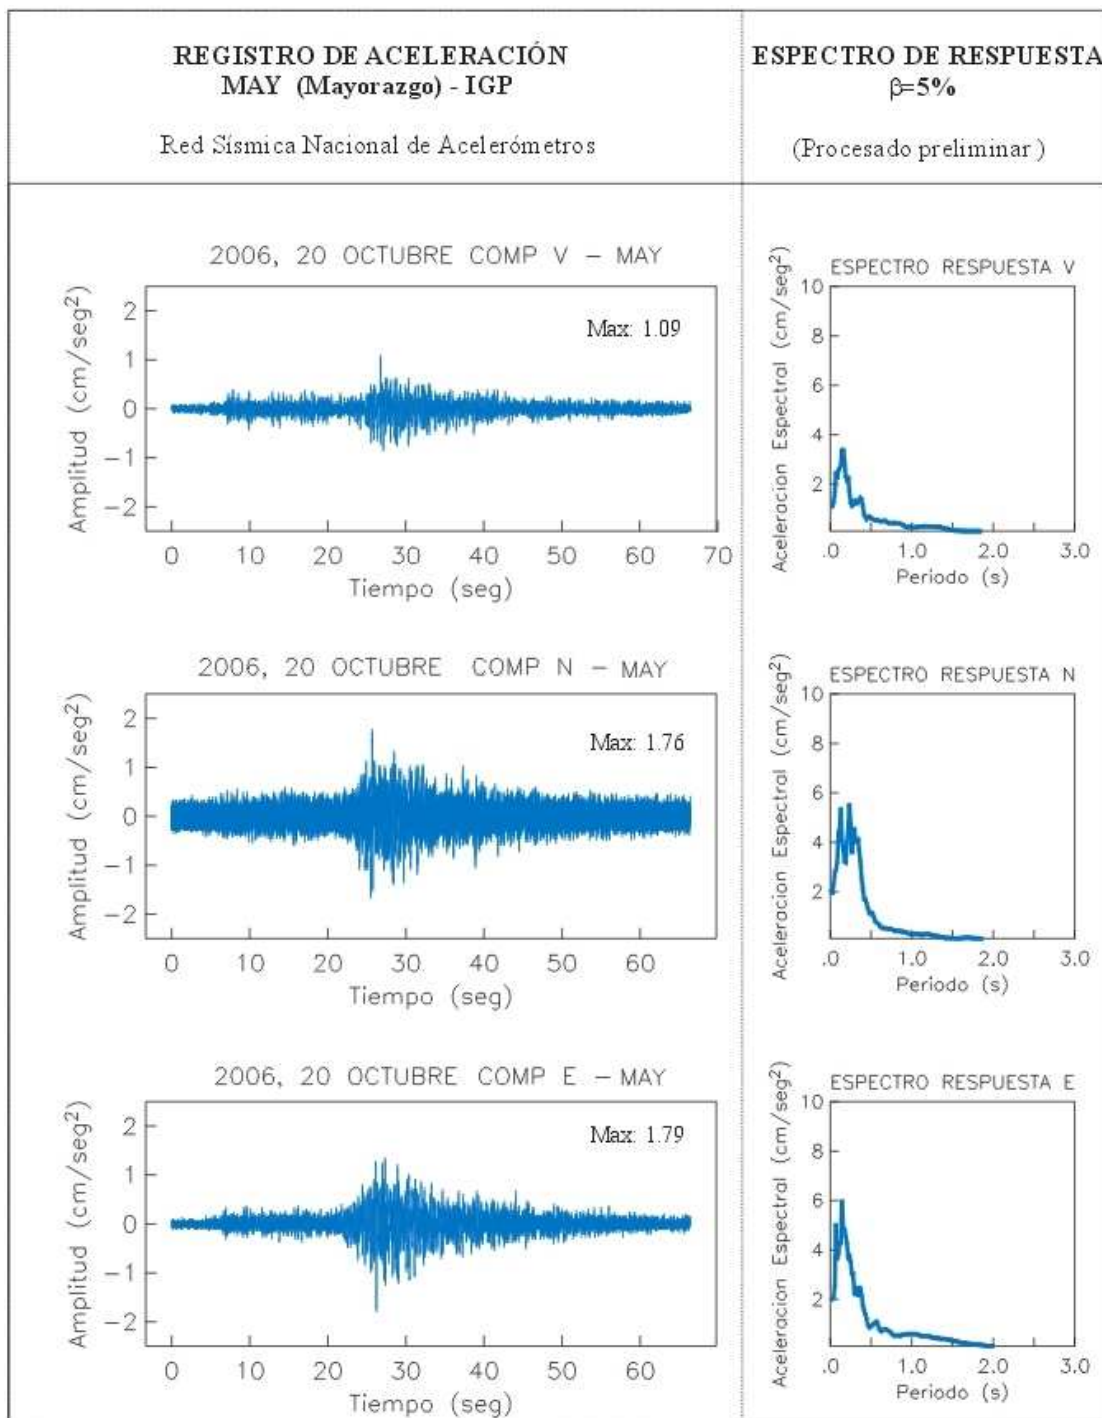 REGISTRO DE ACELERACIÓN
MAY (Mayorazgo) - IGP
Red Sísmica Nacional de Acelerómetros
ESPECTRO DE RESPUESTA
β=5%
(Procesado preliminar )
2006, 20 OCTUBRE COMP V - MAY
Amplitud (cm/seg²)
2
1
0
-1
-2
Max: 1.09
0 10 20 30 40 50 60 70
Tiempo (seg)
ESPECTRO RESPUESTA V
Aceleracion Espectral (cm/seg²)
10
8
6
4
2
.0 1.0 2.0 3.0
Periodo (s)
2006, 20 OCTUBRE COMP N - MAY
Amplitud (cm/seg²)
2
1
0
-1
-2
Max: 1.76
0 10 20 30 40 50 60
Tiempo (seg)
ESPECTRO RESPUESTA N
Aceleracion Espectral (cm/seg²)
10
8
6
4
2
.0 1.0 2.0 3.0
Periodo (s)
2006, 20 OCTUBRE COMP E - MAY
Amplitud (cm/seg²)
2
1
0
-1
-2
Max: 1.79
0 10 20 30 40 50 60
Tiempo (seg)
ESPECTRO RESPUESTA E
Aceleracion Espectral (cm/seg²)
10
8
6
4
2
.0 1.0 2.0 3.0
Periodo (s)